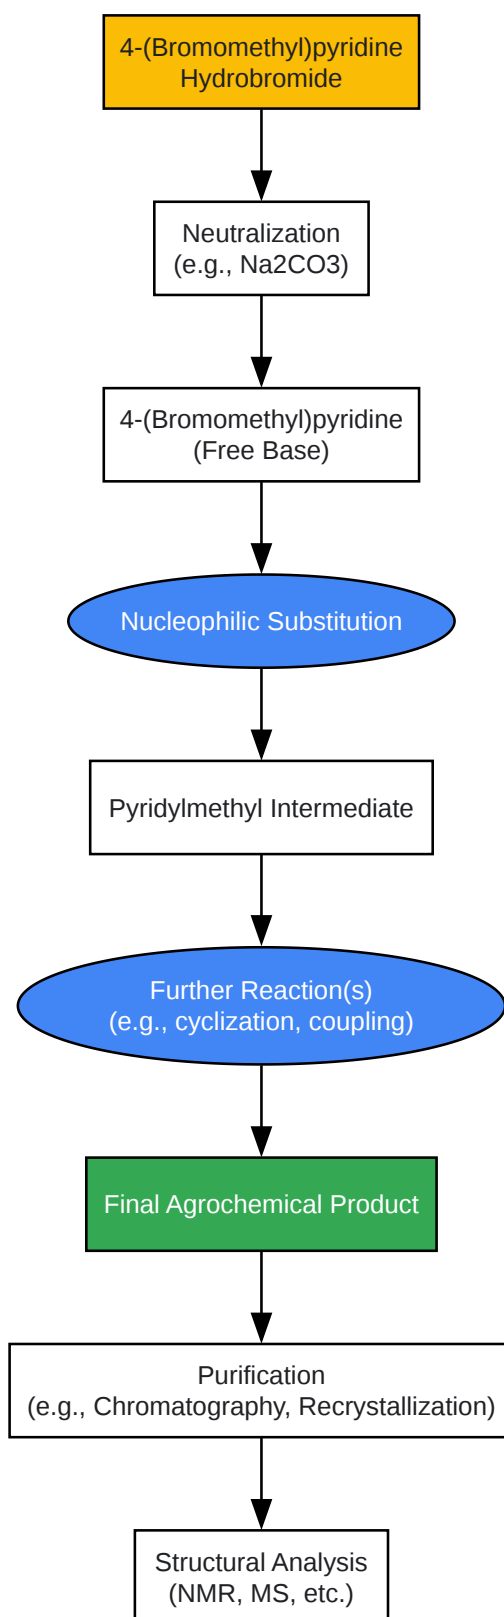 4-(Bromomethyl)pyridine
Hydrobromide
Neutralization
(e.g., Na2CO3)
4-(Bromomethyl)pyridine
(Free Base)
Nucleophilic Substitution
Pyridylmethyl Intermediate
Further Reaction(s)
(e.g., cyclization, coupling)
Final Agrochemical Product
Purification
(e.g., Chromatography, Recrystallization)
Structural Analysis
(NMR, MS, etc.)